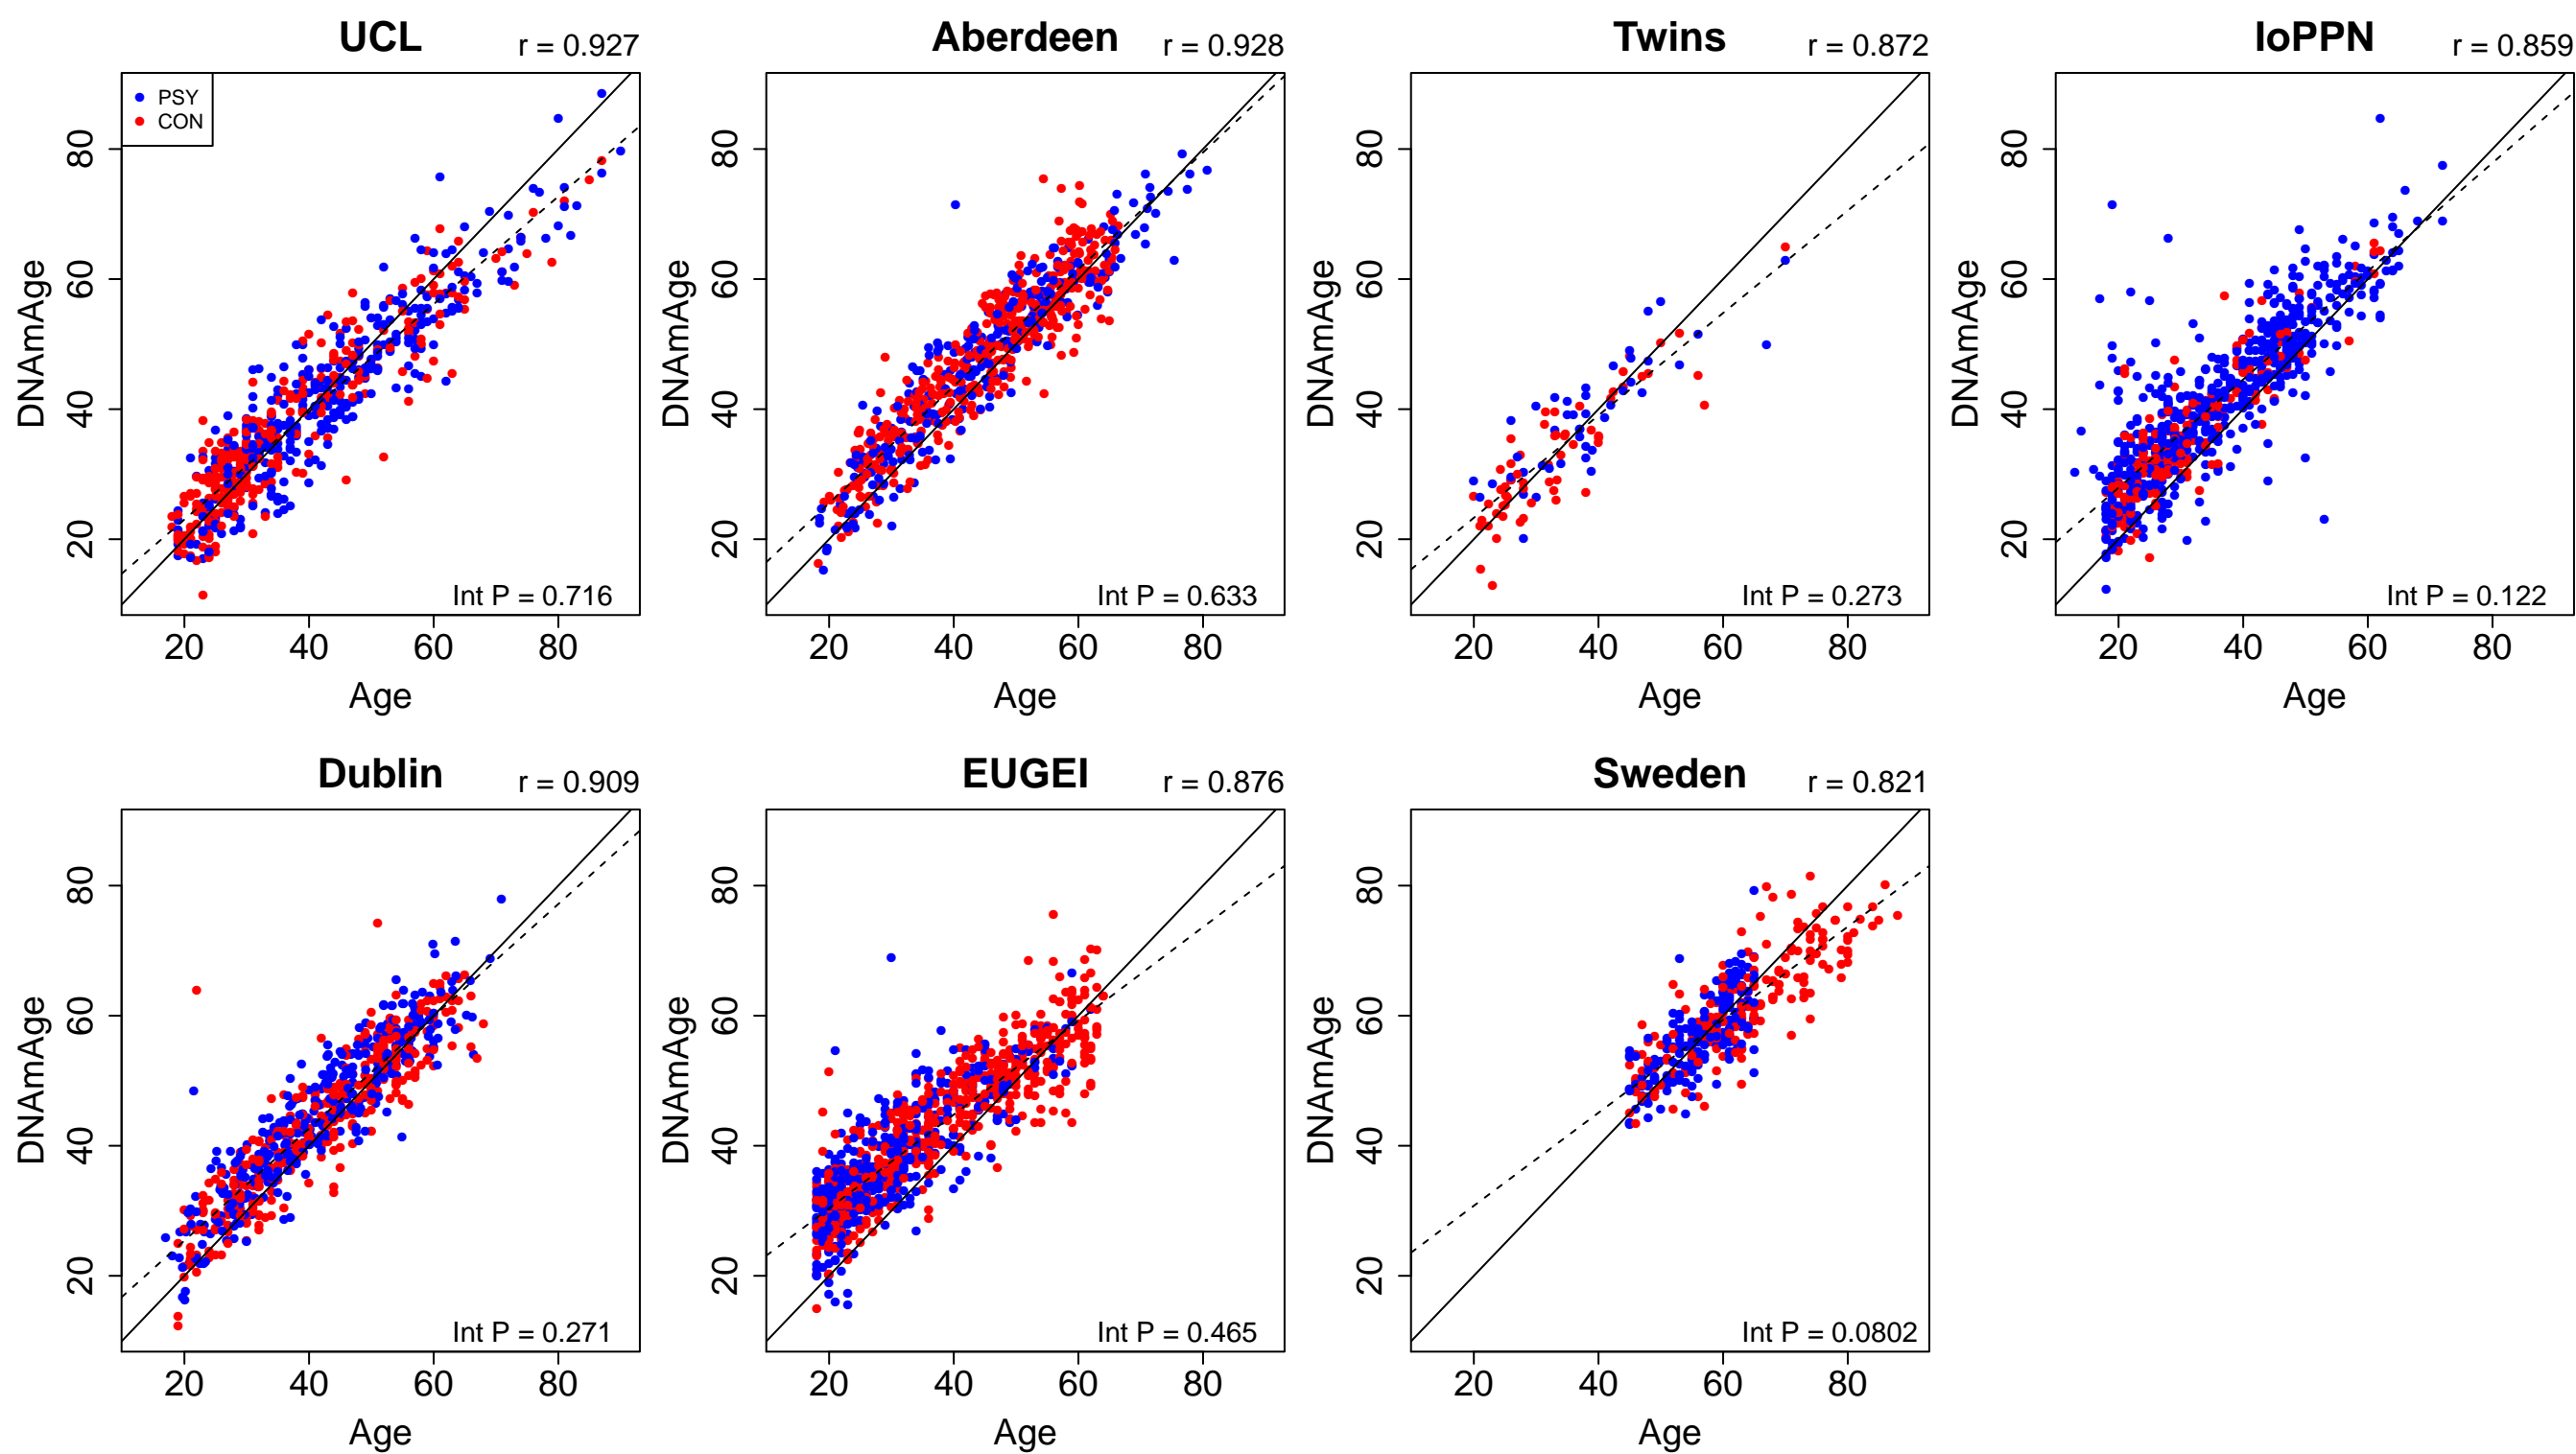 UCL
r = 0.927
PSY
CON
80
60
40
20
DNAmAge
Int P = 0.716
20 40 60 80
Age
Aberdeen
r = 0.928
80
60
40
20
DNAmAge
Int P = 0.633
20 40 60 80
Age
Twins
r = 0.872
80
60
40
20
DNAmAge
Int P = 0.273
20 40 60 80
Age
IoPPN
r = 0.859
80
60
40
20
DNAmAge
Int P = 0.122
20 40 60 80
Age
Dublin
r = 0.909
80
60
40
20
DNAmAge
Int P = 0.271
20 40 60 80
Age
EUGEI
r = 0.876
80
60
40
20
DNAmAge
Int P = 0.465
20 40 60 80
Age
Sweden
r = 0.821
80
60
40
20
DNAmAge
Int P = 0.0802
20 40 60 80
Age